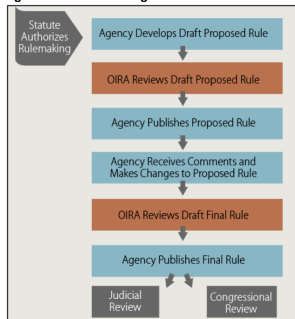 Statute
Authorizes
Rulemaking
Agency Develops Draft Proposed Rule
OIRA Reviews Draft Proposed Rule
Agency Publishes Proposed Rule
Agency Receives Comments and
Makes Changes to Proposed Rule
OIRA Reviews Draft Final Rule
Agency Publishes Final Rule
Judicial
Review
Congressional
Review